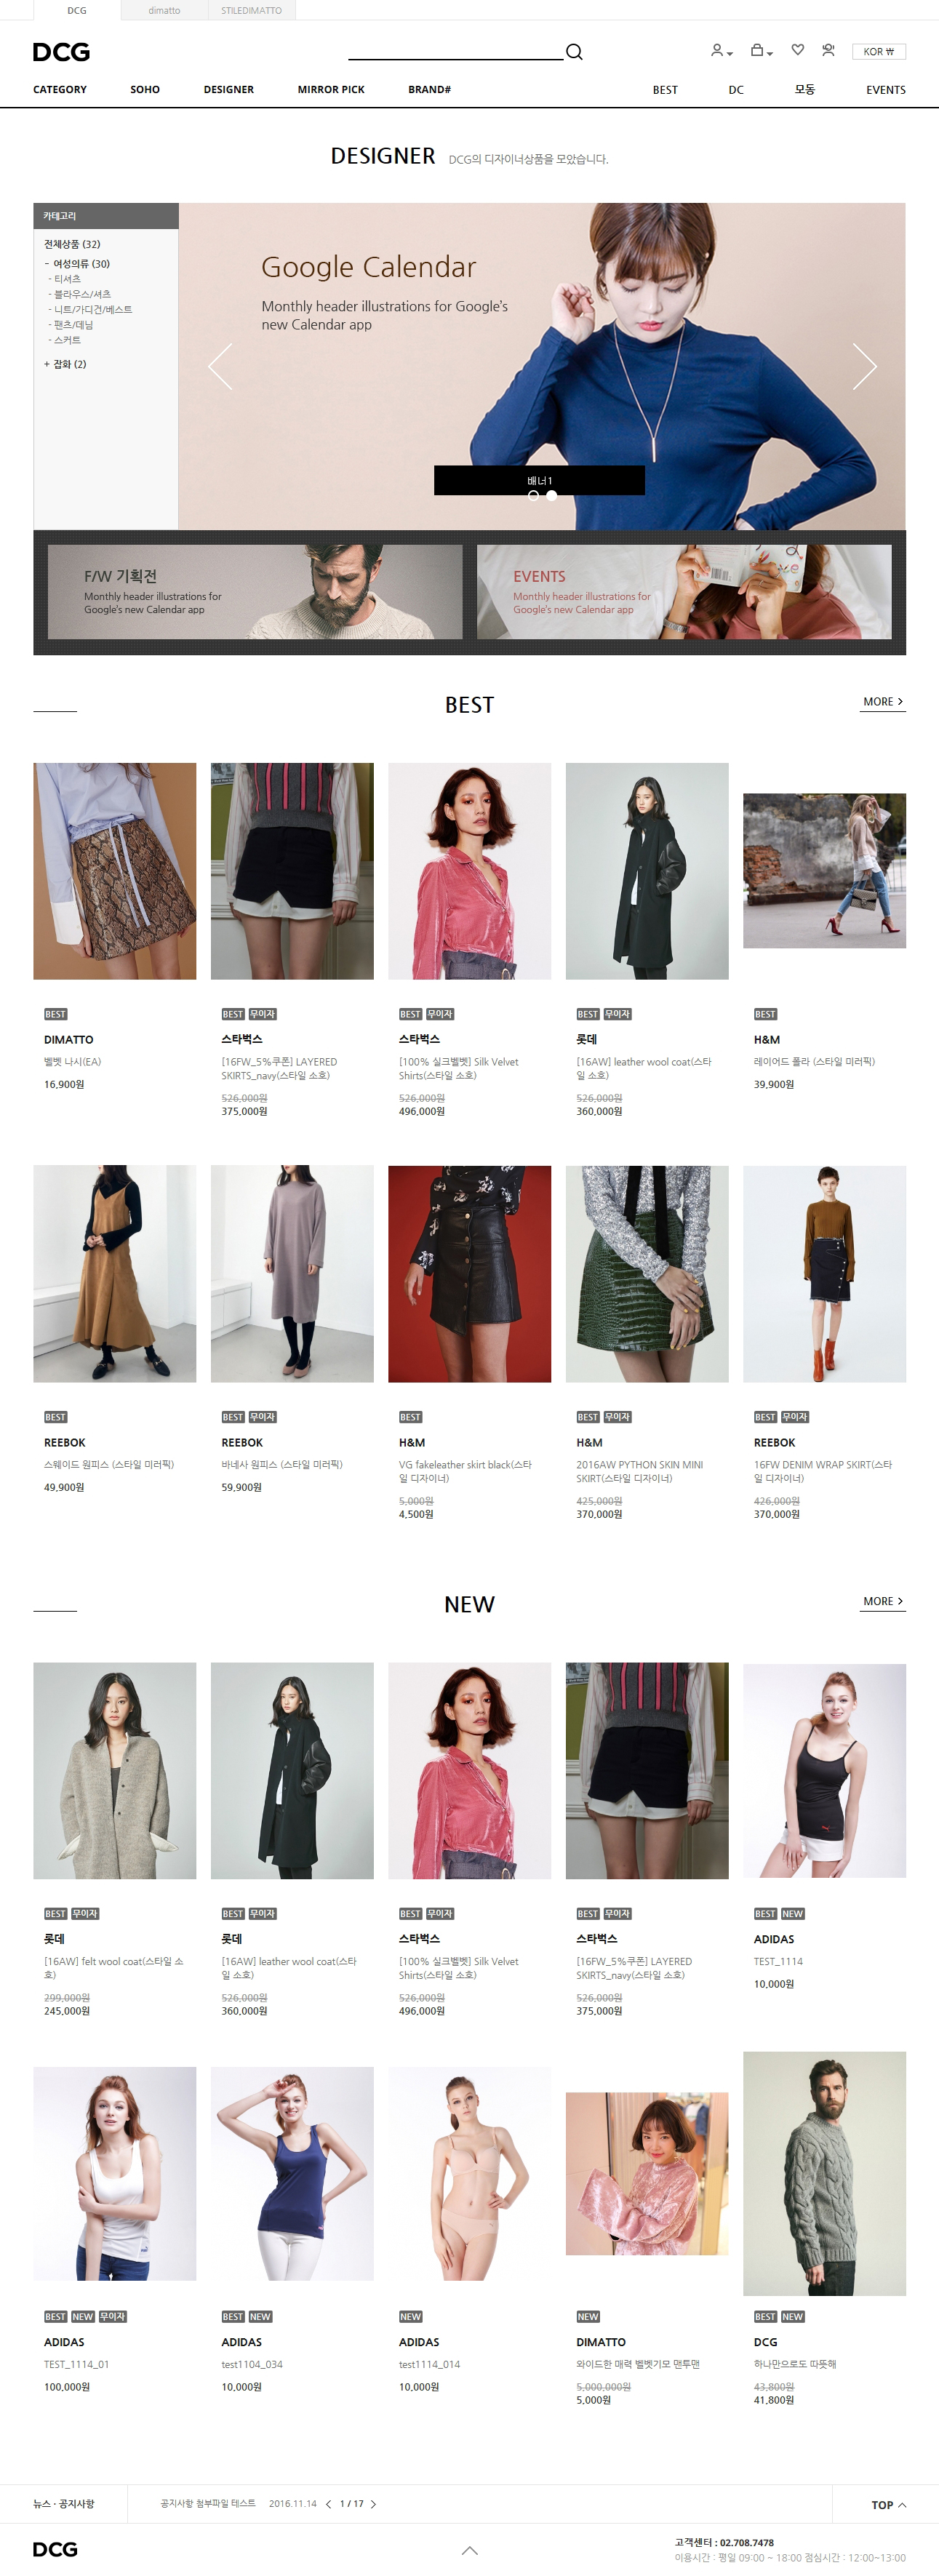 DCG
dimatto
STILEDIMATTO
DCG
KOR ₩
CATEGORY
SOHO
DESIGNER
MIRROR PICK
BRAND#
BEST
DC
모동
EVENTS
DESIGNER
DCG의 디자이너상품을 모았습니다.
카테고리
전체상품 (32)
- 여성의류 (30)
- 티셔츠
- 블라우스/셔츠
- 니트/가디건/베스트
- 팬츠/데님
- 스커트
+ 잡화 (2)
Google Calendar
Monthly header illustrations for Google's
new Calendar app
배너1
F/W 기획전
Monthly header illustrations for
Google's new Calendar app
EVENTS
Monthly header illustrations for
Google's new Calendar app
BEST
MORE >
BEST
DIMATTO
벨벳 나시(EA)
16,900원
BEST 무이자
스타벅스
[16FW_5%쿠폰] LAYERED
SKIRTS_navy(스타일 소호)
526,000원
375,000원
BEST 무이자
스타벅스
[100% 실크벨벳] Silk Velvet
Shirts(스타일 소호)
526,000원
496,000원
BEST 무이자
롯데
[16AW] leather wool coat(스타
일 소호)
526,000원
360,000원
BEST
H&M
레이어드 폴라 (스타일 미러픽)
39,900원
BEST
REEBOK
스웨이드 원피스 (스타일 미러픽)
49,900원
BEST 무이자
REEBOK
바네사 원피스 (스타일 미러픽)
59,900원
BEST
H&M
VG fakeleather skirt black(스타
일 디자이너)
5,000원
4,500원
BEST 무이자
H&M
2016AW PYTHON SKIN MINI
SKIRT(스타일 디자이너)
425,000원
370,000원
BEST 무이자
REEBOK
16FW DENIM WRAP SKIRT(스타
일 디자이너)
426,000원
370,000원
NEW
MORE >
BEST 무이자
롯데
[16AW] felt wool coat(스타일 소
호)
299,000원
245,000원
BEST 무이자
롯데
[16AW] leather wool coat(스타
일 소호)
526,000원
360,000원
BEST 무이자
스타벅스
[100% 실크벨벳] Silk Velvet
Shirts(스타일 소호)
526,000원
496,000원
BEST 무이자
스타벅스
[16FW_5%쿠폰] LAYERED
SKIRTS_navy(스타일 소호)
526,000원
375,000원
BEST NEW
ADIDAS
TEST_1114
10,000원
BEST NEW 무이자
ADIDAS
TEST_1114_01
100,000원
BEST NEW
ADIDAS
test1104_034
10,000원
NEW
ADIDAS
test1114_014
10,000원
NEW
DIMATTO
와이드한 매력 벨벳기모 맨투맨
5,000,000원
5,000원
BEST NEW
DCG
하나만으로도 따뜻해
43,800원
41,800원
뉴스 · 공지사항
공지사항 첨부파일 테스트 2016.11.14 < 1 / 17 >
TOP
DCG
고객센터 : 02.708.7478
이용시간 : 평일 09:00 ~ 18:00 점심시간 : 12:00~13:00